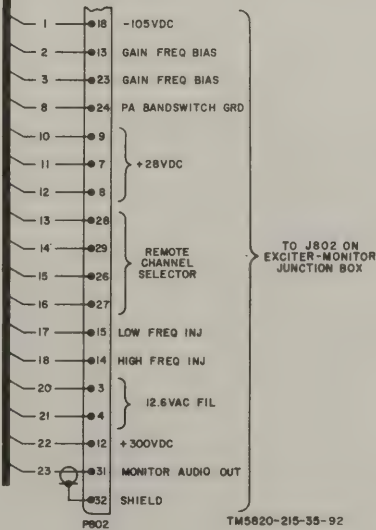 1 18 -105VDC
2 13 GAIN FREQ BIAS
3 23 GAIN FREQ BIAS
8 24 PA BANDSWITCH GRD
10 9
11 7 +28VDC
12 8
13 28
14 29 REMOTE
CHANNEL
15 26 SELECTOR
16 27
TO J802 ON
EXCITER-MONITOR
JUNCTION BOX
17 15 LOW FREQ INJ
18 14 HIGH FREQ INJ
20 3
12.6VAC FIL
21 4
22 12 +300VDC
23 31 MONITOR AUDIO OUT
32 SHIELD
P802
TM5820-215-35-92